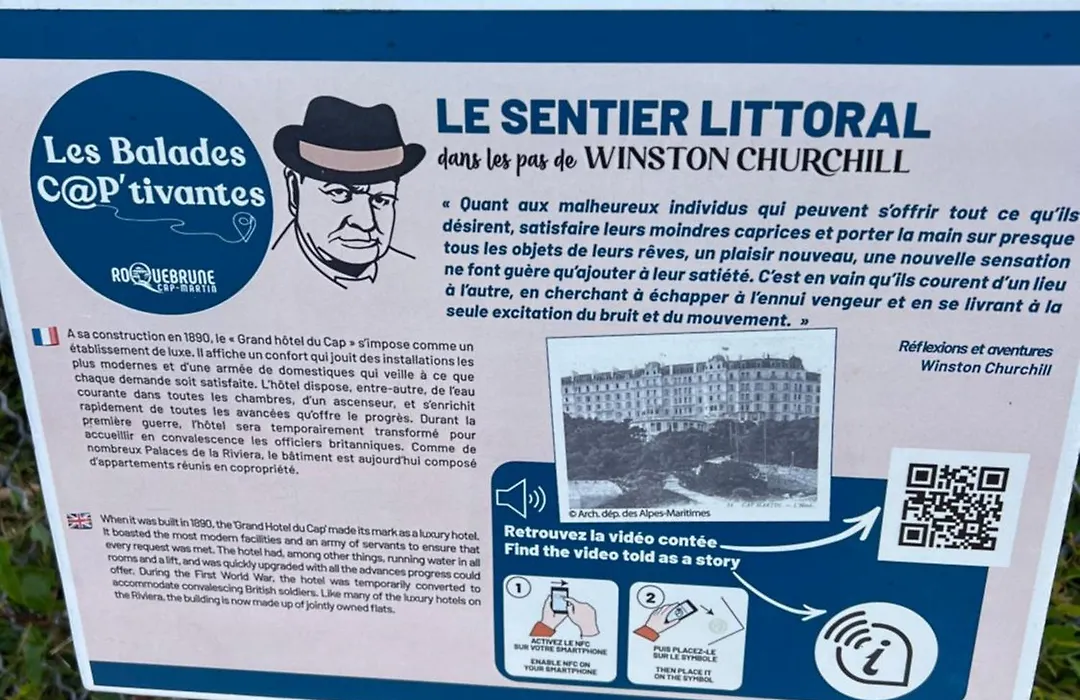 Les Balades
C@P'tivantes
ROQUEBRUNE
CAP-MARTIN
LE SENTIER LITTORAL
dans les pas de WINSTON CHURCHILL
« Quant aux malheureux individus qui peuvent s'offrir tout ce qu'ils
désirent, satisfaire leurs moindres caprices et porter la main sur presque
tous les objets de leurs rêves, un plaisir nouveau, une nouvelle sensation
ne font guère qu'ajouter à leur satiété. C'est en vain qu'ils courent d'un lieu
à l'autre, en cherchant à échapper à l'ennui vengeur et en se livrant à la
seule excitation du bruit et du mouvement. »
Réflexions et aventures
Winston Churchill
A sa construction en 1890, le « Grand hôtel du Cap » s'impose comme un
établissement de luxe. Il affiche un confort qui jouit des installations les
plus modernes et d'une armée de domestiques qui veille à ce que
chaque demande soit satisfaite. L'hôtel dispose, entre-autre, de l'eau
courante dans toutes les chambres, d'un ascenseur, et s'enrichit
rapidement de toutes les avancées qu'offre le progrès. Durant la
première guerre, l'hôtel sera temporairement transformé pour
accueillir en convalescence les officiers britanniques. Comme de
nombreux Palaces de la Riviera, le bâtiment est aujourd'hui composé
d'appartements réunis en copropriété.
When it was built in 1890, the 'Grand Hotel du Cap' made its mark as a luxury hotel.
It boasted the most modern facilities and an army of servants to ensure that
every request was met. The hotel had, among other things, running water in all
rooms and a lift, and was quickly upgraded with all the advances progress could
offer. During the First World War, the hotel was temporarily converted to
accommodate convalescing British soldiers. Like many of the luxury hotels on
the Riviera, the building is now made up of jointly owned flats.
CAP MARTIN
© Arch. dép. des Alpes-Maritimes
Retrouvez la vidéo contée
Find the video told as a story
1
ACTIVEZ LE NFC
SUR VOTRE SMARTPHONE
ENABLE NFC ON
YOUR SMARTPHONE
2
PUIS PLACEZ-LE
SUR LE SYMBOLE
THEN PLACE IT
ON THE SYMBOL
i